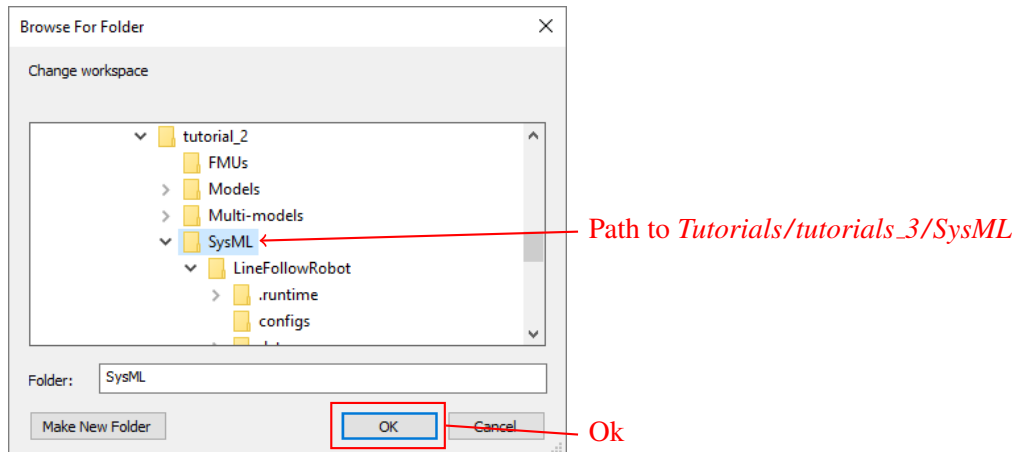 Browse For Folder
Change workspace
tutorial_2
FMUs
Models
Multi-models
SysML
Path to Tutorials/tutorials_3/SysML
LineFollowRobot
.runtime
configs
Folder: SysML
Make New Folder OK Cancel
Ok